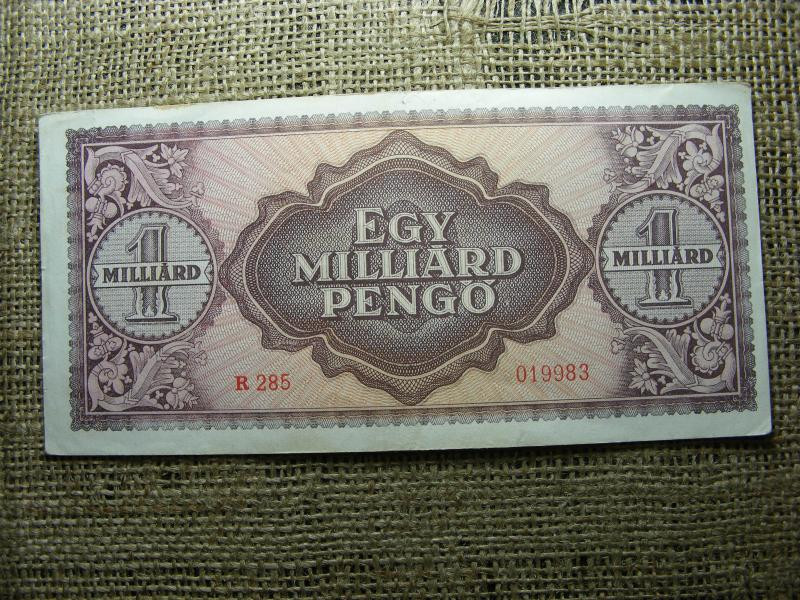 EGY
MILLIÁRD
PENGŐ
1
MILLIÁRD
1
MILLIÁRD
R 285
019983